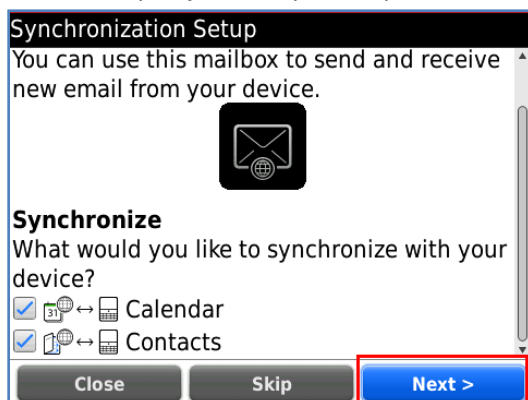 Synchronization Setup
You can use this mailbox to send and receive
new email from your device.
Synchronize
What would you like to synchronize with your
device?
31 Calendar
Contacts
Close Skip Next >